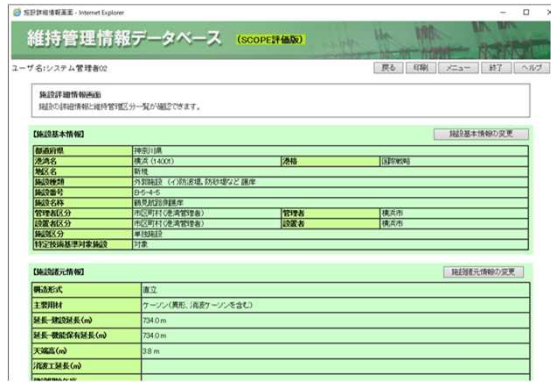 施設詳細情報画面 - Internet Explorer
維持管理情報データベース (SCOPE評価版)
ユーザ名:システム管理者02
戻る 印刷 メニュー 終了 ヘルプ
施設詳細情報画面
施設の詳細情報と維持管理区分一覧が確認できます。
【施設基本情報】 施設基本情報の変更
都道府県 神奈川県
港湾名 横浜 (14001) 港格 国際戦略
地区名 新規
施設種類 外郭施設 (イ)防波堤、防砂堤など 護岸
施設番号 B-5-4-5
施設名称 鶴見航路側護岸
管理者区分 市区町村(港湾管理者) 管理者 横浜市
設置者区分 市区町村(港湾管理者) 設置者 横浜市
施設区分 単独施設
特定技術基準対象施設 対象
【施設諸元情報】 施設諸元情報の変更
構造形式 直立
主要用材 ケーソン(異形、消波ケーソンを含む)
延長-建設延長(m) 734.0 m
延長-機能保有延長(m) 734.0 m
天端高(m) 3.8 m
消波工延長(m)